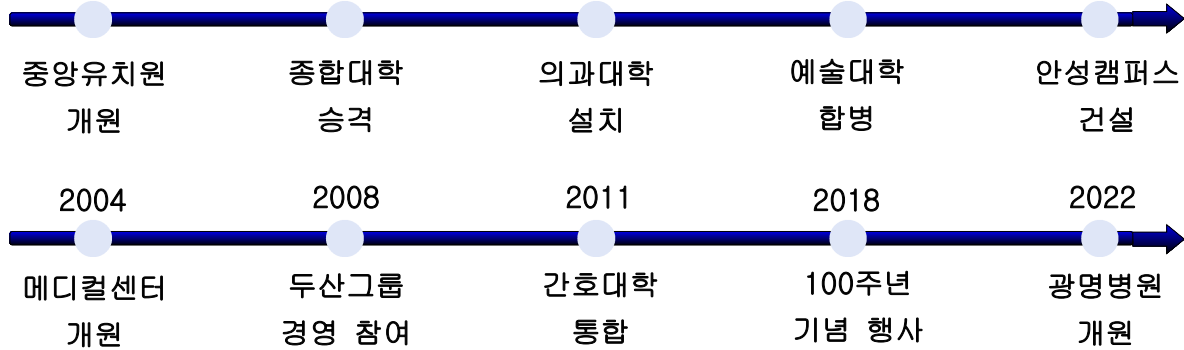 중앙유치원 종합대학 의과대학 예술대학 안성캠퍼스
개원 승격 설치 합병 건설
2004 2008 2011 2018 2022
메디컬센터 두산그룹 간호대학 100주년 광명병원
개원 경영 참여 통합 기념 행사 개원